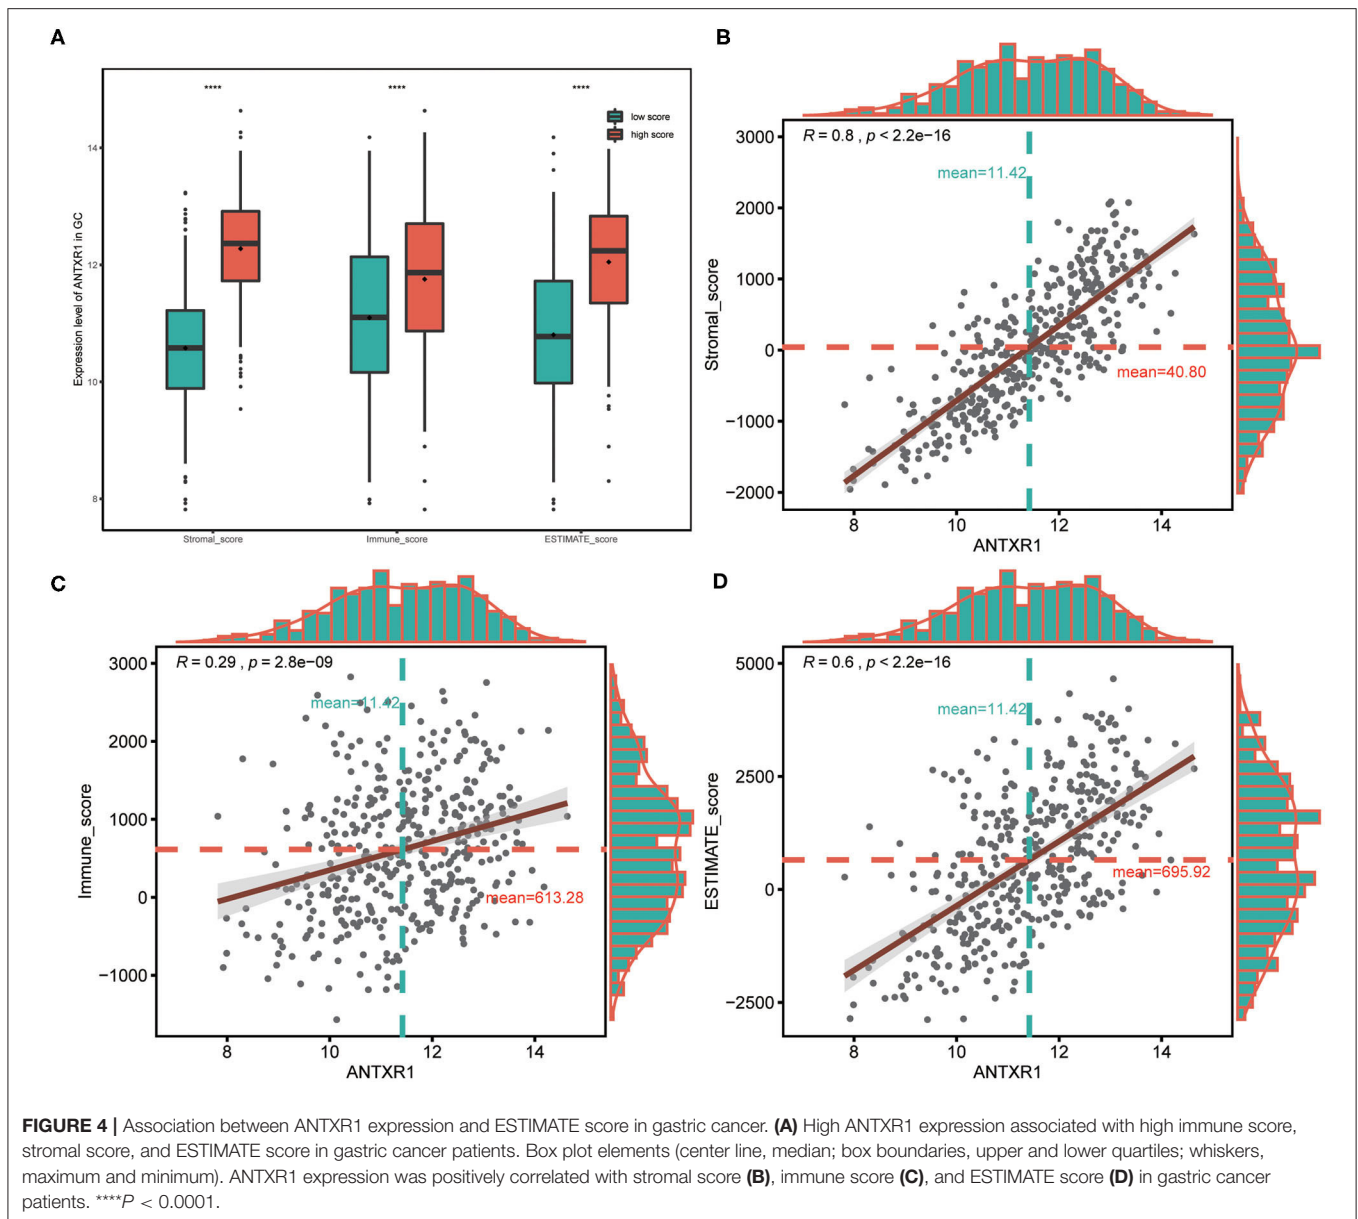 A
****
****
****
low score
high score
Expression level of ANTXR1 in GC
14
12
10
8
Stromal_score
Immune_score
ESTIMATE_score
B
R = 0.8 , p < 2.2e−16
mean=11.42
mean=40.80
Stromal_score
3000
2000
1000
0
−1000
−2000
8
10
12
14
ANTXR1
C
R = 0.29 , p = 2.8e−09
mean=11.42
mean=613.28
Immune_score
3000
2000
1000
0
−1000
8
10
12
14
ANTXR1
D
R = 0.6 , p < 2.2e−16
mean=11.42
mean=695.92
ESTIMATE_score
5000
2500
0
−2500
8
10
12
14
ANTXR1
FIGURE 4 | Association between ANTXR1 expression and ESTIMATE score in gastric cancer. (A) High ANTXR1 expression associated with high immune score,
stromal score, and ESTIMATE score in gastric cancer patients. Box plot elements (center line, median; box boundaries, upper and lower quartiles; whiskers,
maximum and minimum). ANTXR1 expression was positively correlated with stromal score (B), immune score (C), and ESTIMATE score (D) in gastric cancer
patients. ****P < 0.0001.